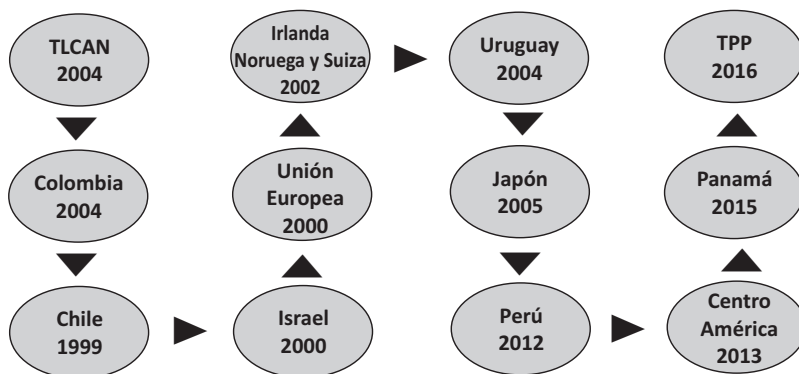 TLCAN
2004
Colombia
2004
Chile
1999
Israel
2000
Unión
Europea
2000
Irlanda
Noruega y Suiza
2002
Uruguay
2004
Japón
2005
Perú
2012
Centro
América
2013
Panamá
2015
TPP
2016